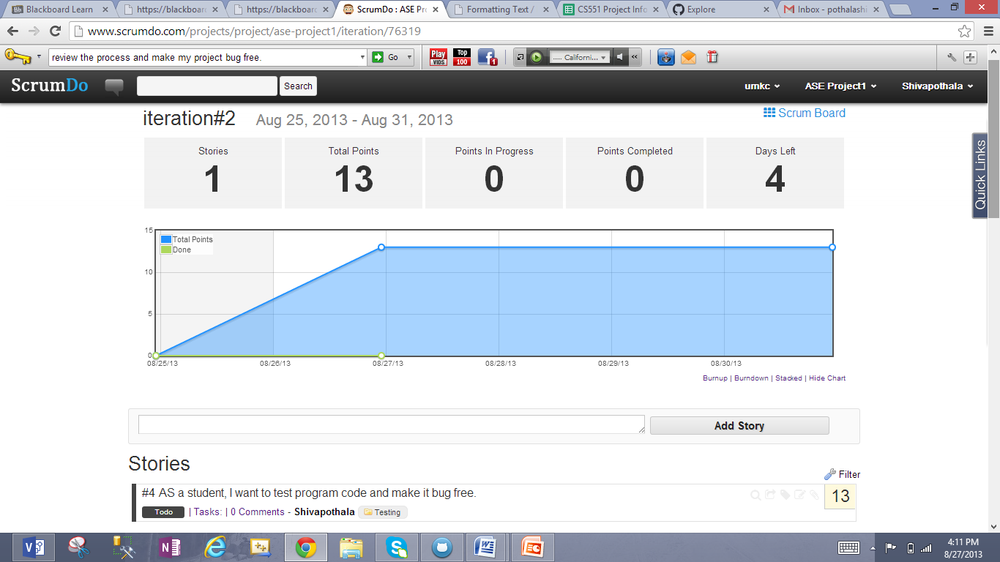 Blackboard Learn
https://blackboar
https://blackboar
ScrumDo : ASE Pr
Formatting Text /
CS551 Project Info
Explore
Inbox - pothalashi
www.scrumdo.com/projects/project/ase-project1/iteration/76319
review the process and make my project bug free.
Go
Play VIDS
Top 100
1
..... Californi...
ScrumDo
Search
umkc
ASE Project1
Shivapothala
iteration#2 Aug 25, 2013 - Aug 31, 2013
Scrum Board
Quick Links
Stories
1
Total Points
13
Points In Progress
0
Points Completed
0
Days Left
4
15
10
5
0
Total Points
Done
08/25/13 08/26/13 08/27/13 08/28/13 08/29/13 08/30/13
Burnup | Burndown | Stacked | Hide Chart
Add Story
Stories
Filter
#4 AS a student, I want to test program code and make it bug free.
13
Todo | Tasks: | 0 Comments - Shivapothala Testing
4:11 PM
8/27/2013